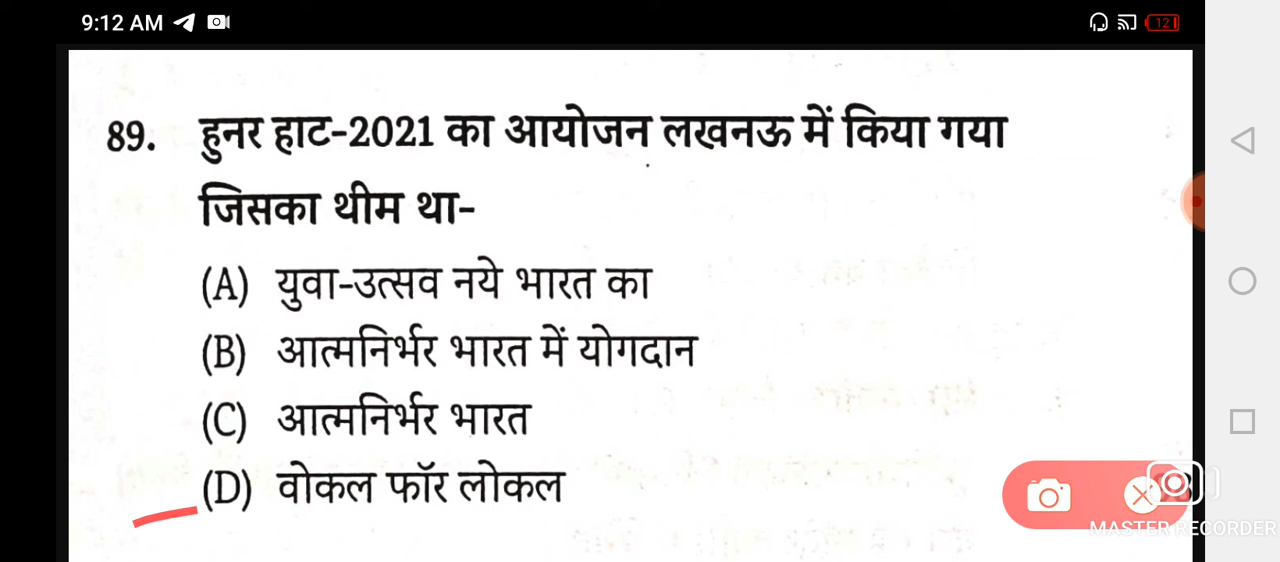 9:12 AM
12
89. हुनर हाट-2021 का आयोजन लखनऊ में किया गया
जिसका थीम था-
(A) युवा-उत्सव नये भारत का
(B) आत्मनिर्भर भारत में योगदान
(C) आत्मनिर्भर भारत
(D) वोकल फॉर लोकल
MASTER RECORDER